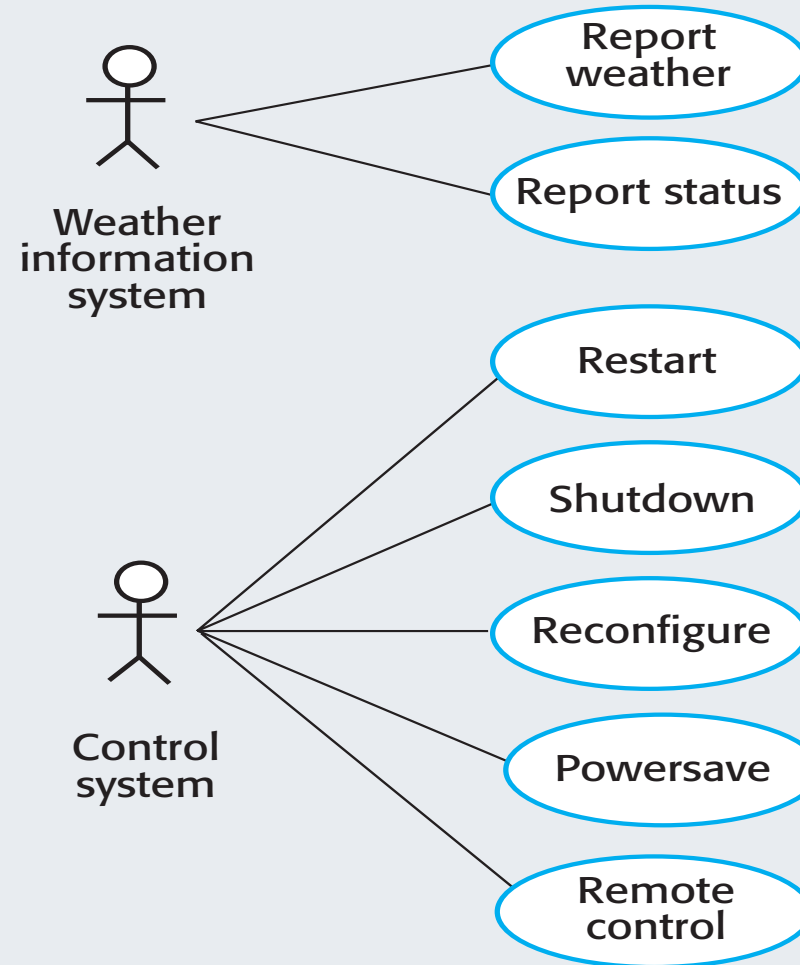 Report
weather
Report status
Weather
information
system
Restart
Shutdown
Reconfigure
Control
system
Powersave
Remote
control